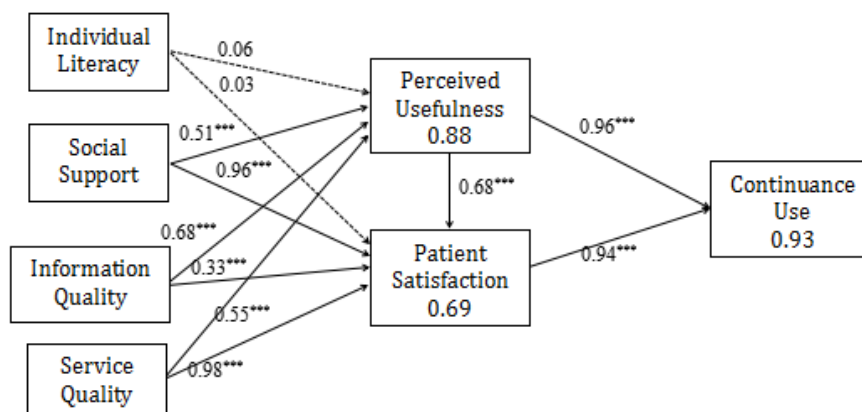 Individual
Literacy
0.06
0.03
Perceived
Usefulness
0.88
Social
Support
0.51***
0.96***
0.96***
0.68***
Continuance
Use
0.93
Information
Quality
0.68***
0.33***
Patient
Satisfaction
0.69
0.94***
0.55***
Service
Quality
0.98***